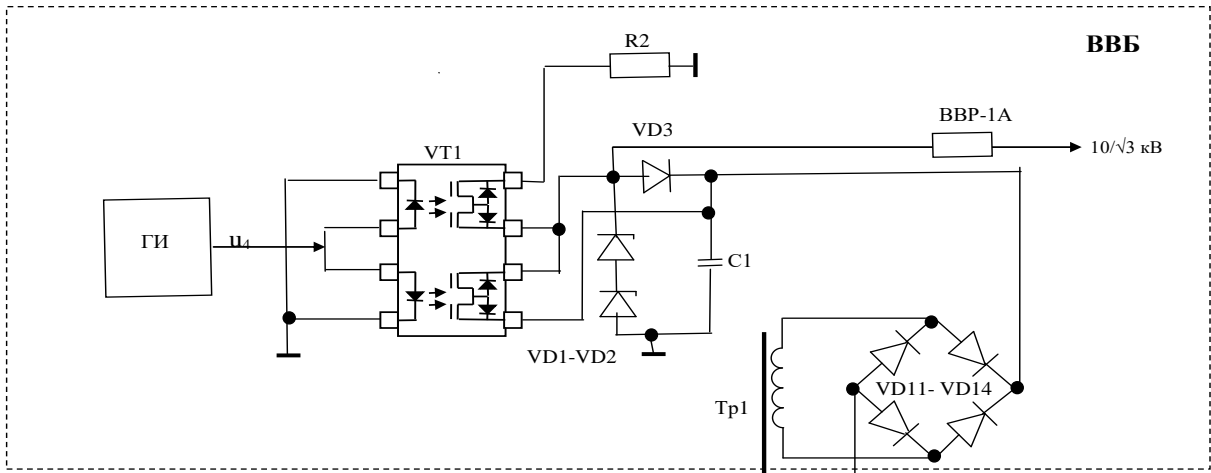 R2
ВВБ
ВВР-1А
VD3
10/√3 кВ
VT1
ГИ
u4
C1
VD1-VD2
VD11- VD14
Тр1